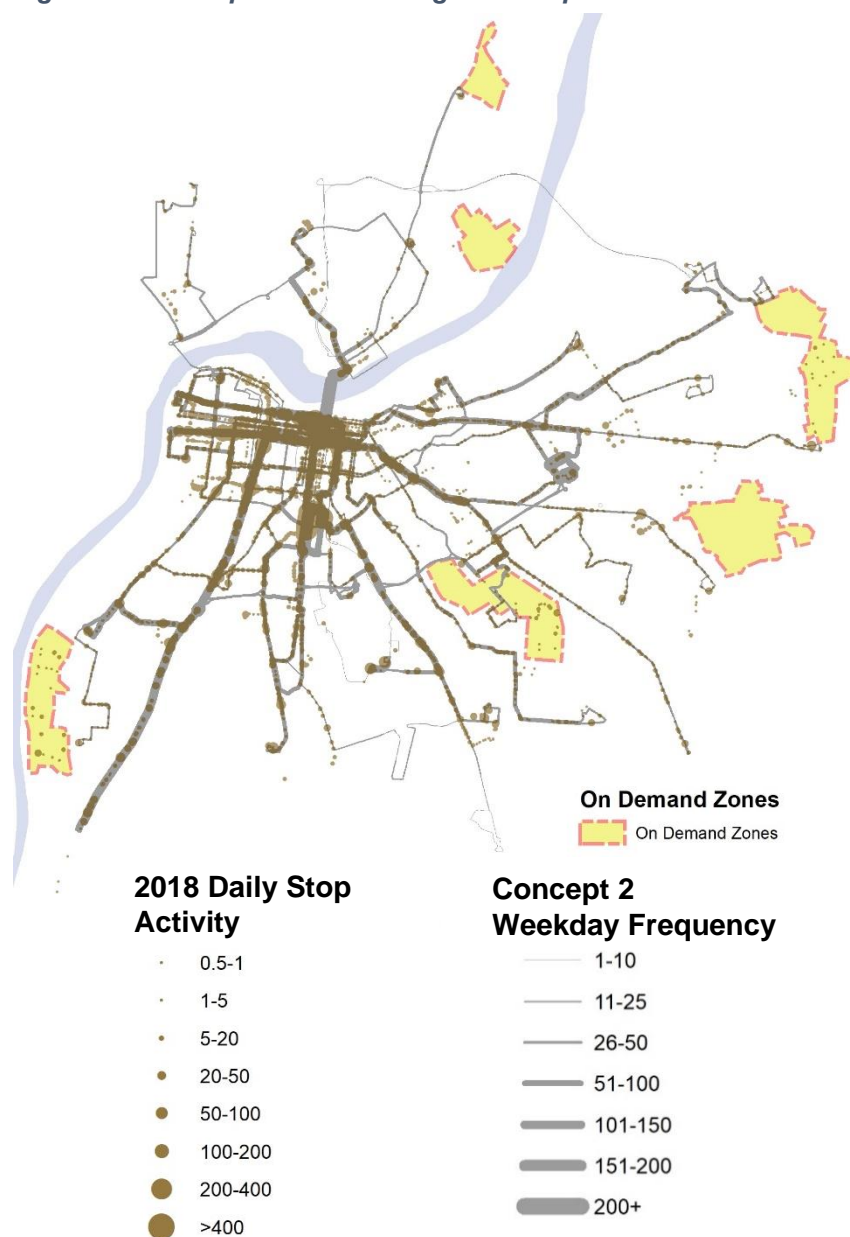 On Demand Zones
On Demand Zones
2018 Daily Stop
Activity
0.5-1
1-5
5-20
20-50
50-100
100-200
200-400
>400
Concept 2
Weekday Frequency
1-10
11-25
26-50
51-100
101-150
151-200
200+